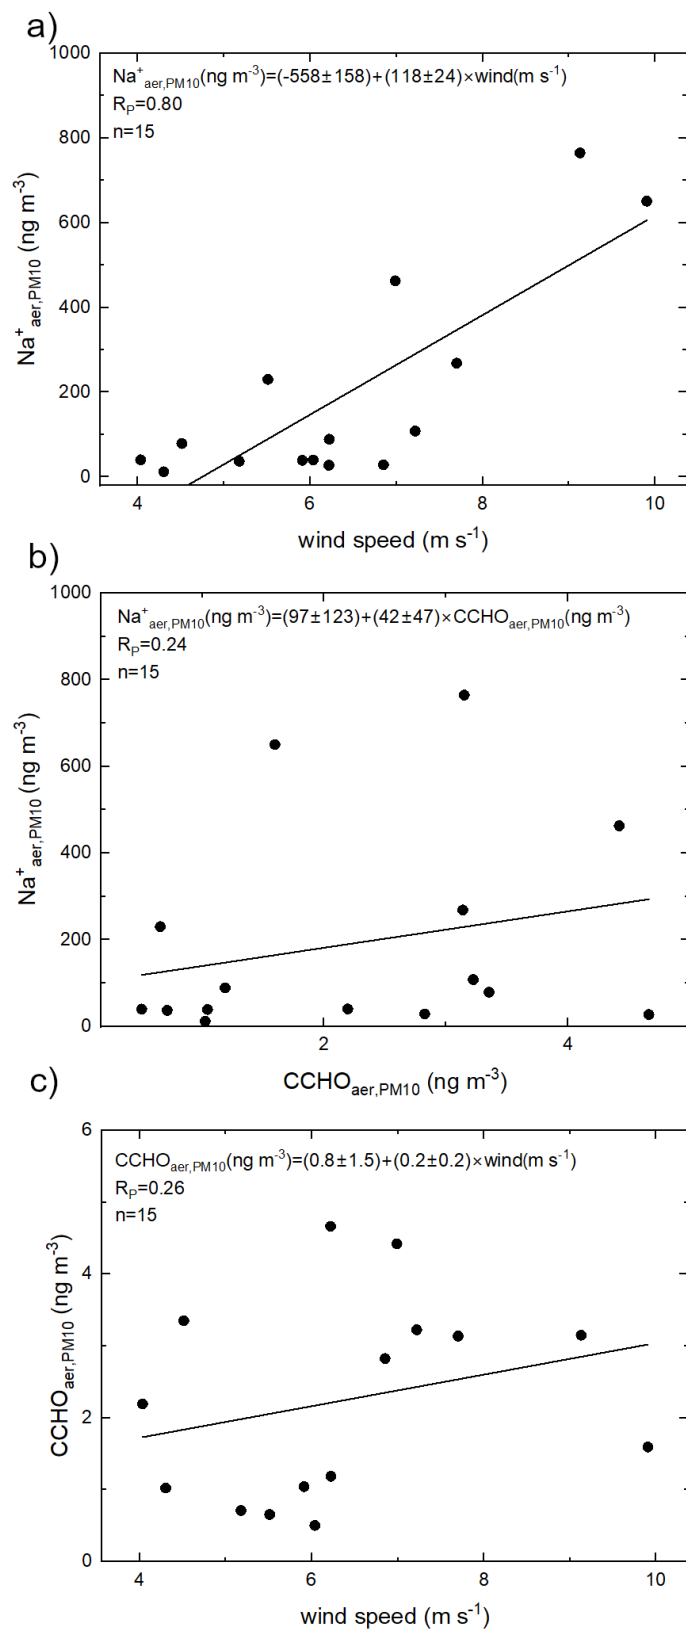 a)
1000
800
600
400
200
0
Na⁺aer,PM10 (ng m⁻³)
Na⁺aer,PM10(ng m⁻³)=(-558±158)+(118±24)×wind(m s⁻¹)
RP=0.80
n=15
4 6 8 10
wind speed (m s⁻¹)
b)
1000
800
600
400
200
0
Na⁺aer,PM10 (ng m⁻³)
Na⁺aer,PM10(ng m⁻³)=(97±123)+(42±47)×CCHOaer,PM10(ng m⁻³)
RP=0.24
n=15
2 4
CCHOaer,PM10 (ng m⁻³)
c)
6
4
2
0
CCHOaer,PM10 (ng m⁻³)
CCHOaer,PM10(ng m⁻³)=(0.8±1.5)+(0.2±0.2)×wind(m s⁻¹)
RP=0.26
n=15
4 6 8 10
wind speed (m s⁻¹)